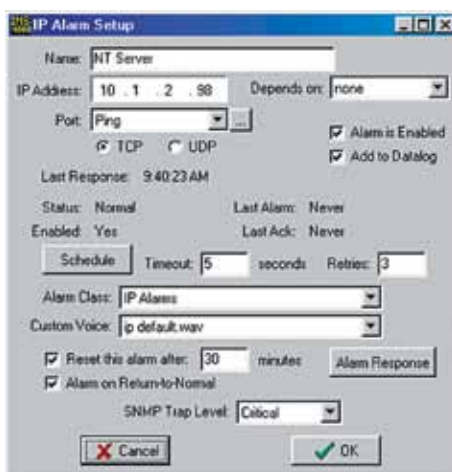 IP Alarm Setup
Name: NT Server
IP Address: 10 . 1 . 2 . 98 Depends on: none
Port: Ping ...
TCP UDP
Alarm is Enabled
Add to Datalog
Last Response: 9:40:23 AM
Status: Normal Last Alarm: Never
Enabled: Yes Last Ack: Never
Schedule Timeout: 5 seconds Retries: 3
Alarm Class: IP Alarms
Custom Voice: ip default.wav
Reset this alarm after: 30 minutes Alarm Response
Alarm on Return-to-Normal
SNMP Trap Level: Critical
Cancel OK